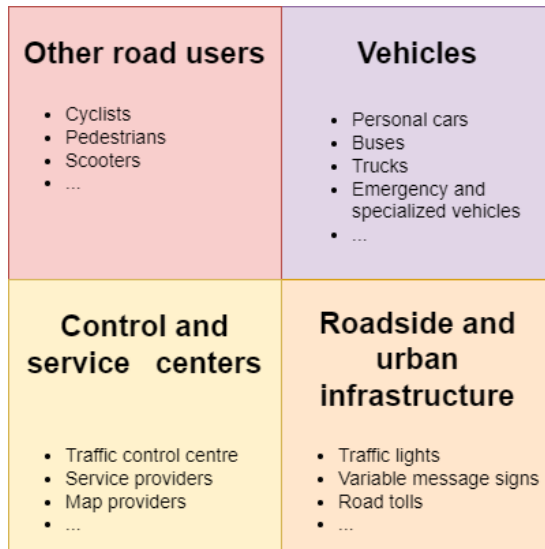 Other road users
• Cyclists
• Pedestrians
• Scooters
• ...
Vehicles
• Personal cars
• Buses
• Trucks
• Emergency and
specialized vehicles
• ...
Control and
service centers
• Traffic control centre
• Service providers
• Map providers
• ...
Roadside and
urban
infrastructure
• Traffic lights
• Variable message signs
• Road tolls
• ...